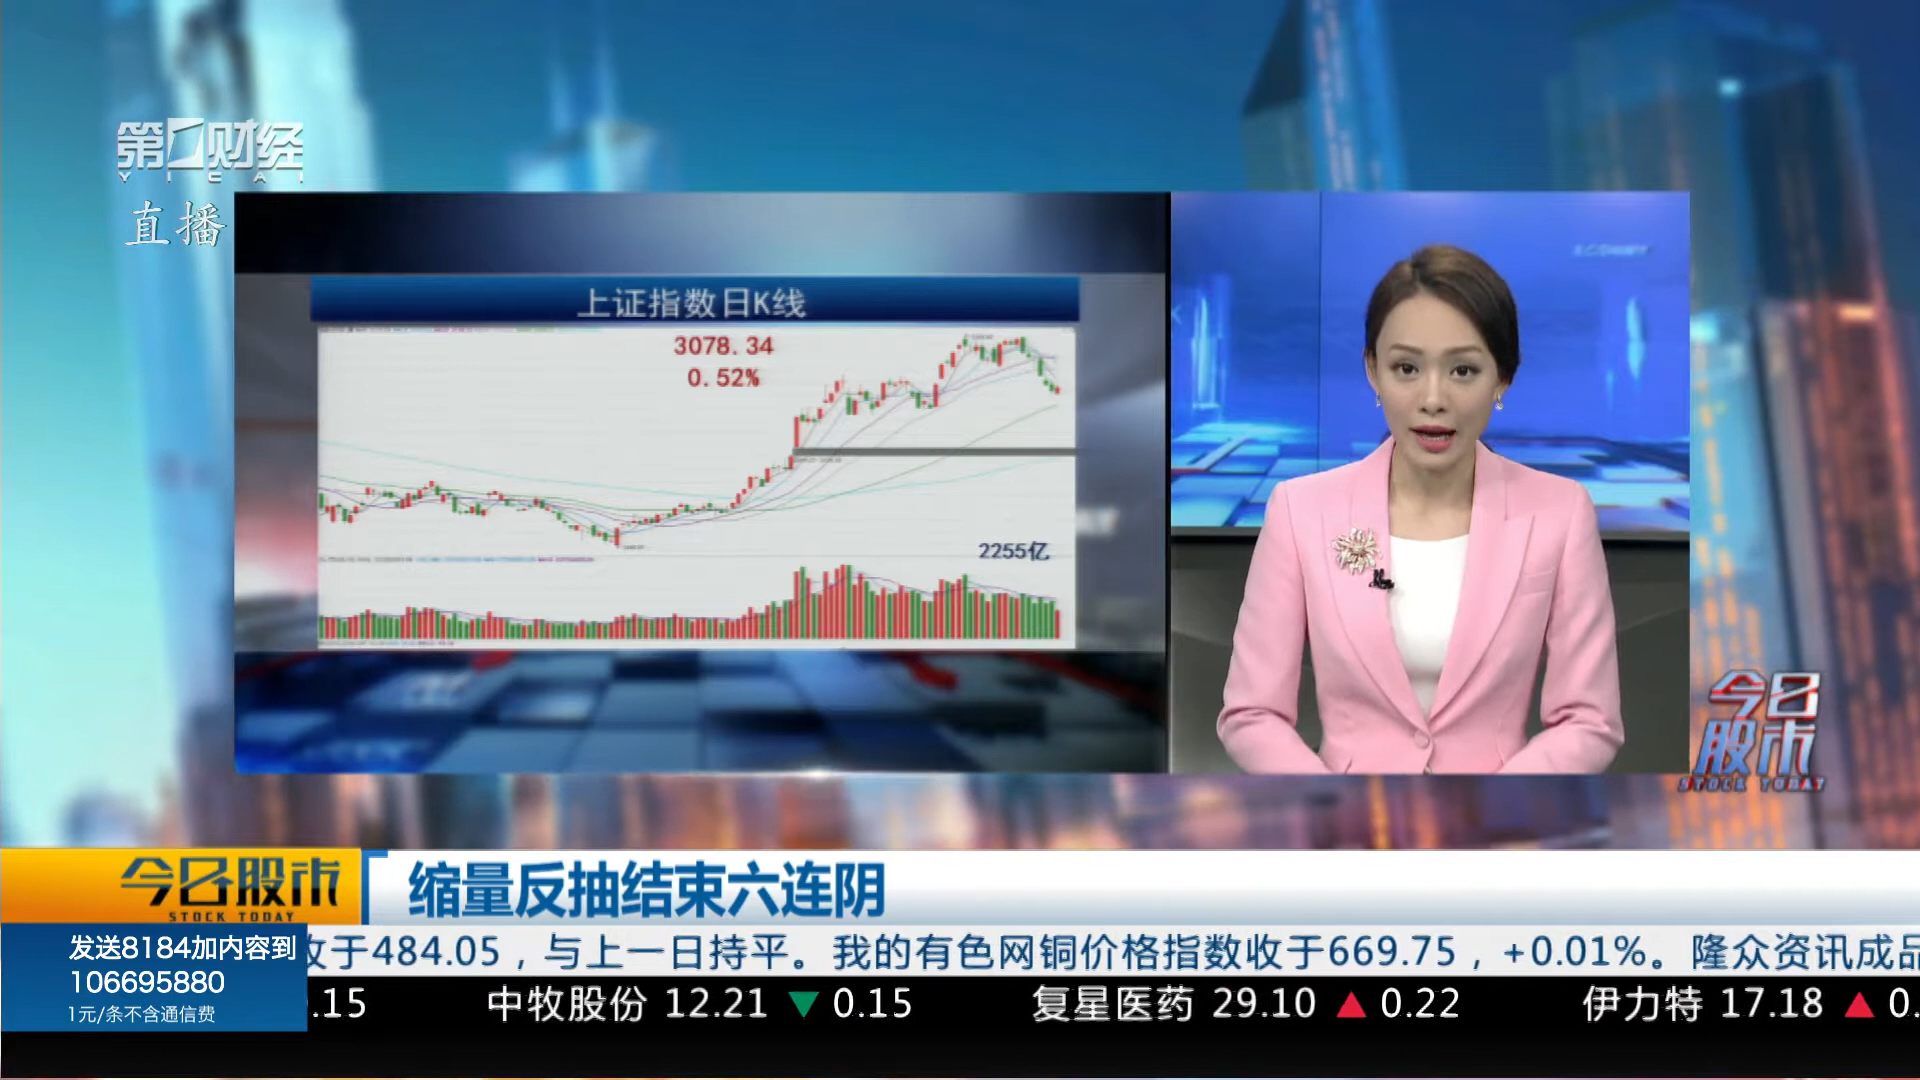 第一财经
YICAI
直播
上证指数日K线
3078.34
0.52%
2255亿
今日
股市
STOCK TODAY
今日股市
STOCK TODAY
缩量反抽结束六连阴
发送8184加内容到
106695880
1元/条不含通信费
收于484.05，与上一日持平。我的有色网铜价格指数收于669.75，+0.01%。隆众资讯成品
.15 中牧股份 12.21 ▼ 0.15 复星医药 29.10 ▲ 0.22 伊力特 17.18 ▲ 0.